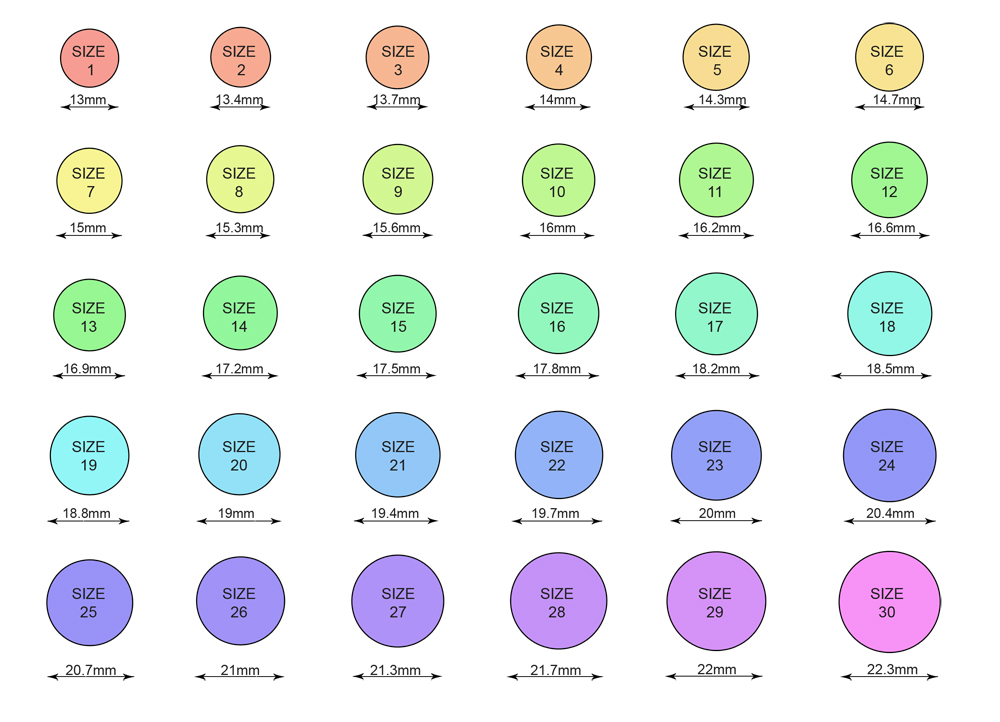 SIZE
1
13mm
SIZE
2
13.4mm
SIZE
3
13.7mm
SIZE
4
14mm
SIZE
5
14.3mm
SIZE
6
14.7mm
SIZE
7
15mm
SIZE
8
15.3mm
SIZE
9
15.6mm
SIZE
10
16mm
SIZE
11
16.2mm
SIZE
12
16.6mm
SIZE
13
16.9mm
SIZE
14
17.2mm
SIZE
15
17.5mm
SIZE
16
17.8mm
SIZE
17
18.2mm
SIZE
18
18.5mm
SIZE
19
18.8mm
SIZE
20
19mm
SIZE
21
19.4mm
SIZE
22
19.7mm
SIZE
23
20mm
SIZE
24
20.4mm
SIZE
25
20.7mm
SIZE
26
21mm
SIZE
27
21.3mm
SIZE
28
21.7mm
SIZE
29
22mm
SIZE
30
22.3mm